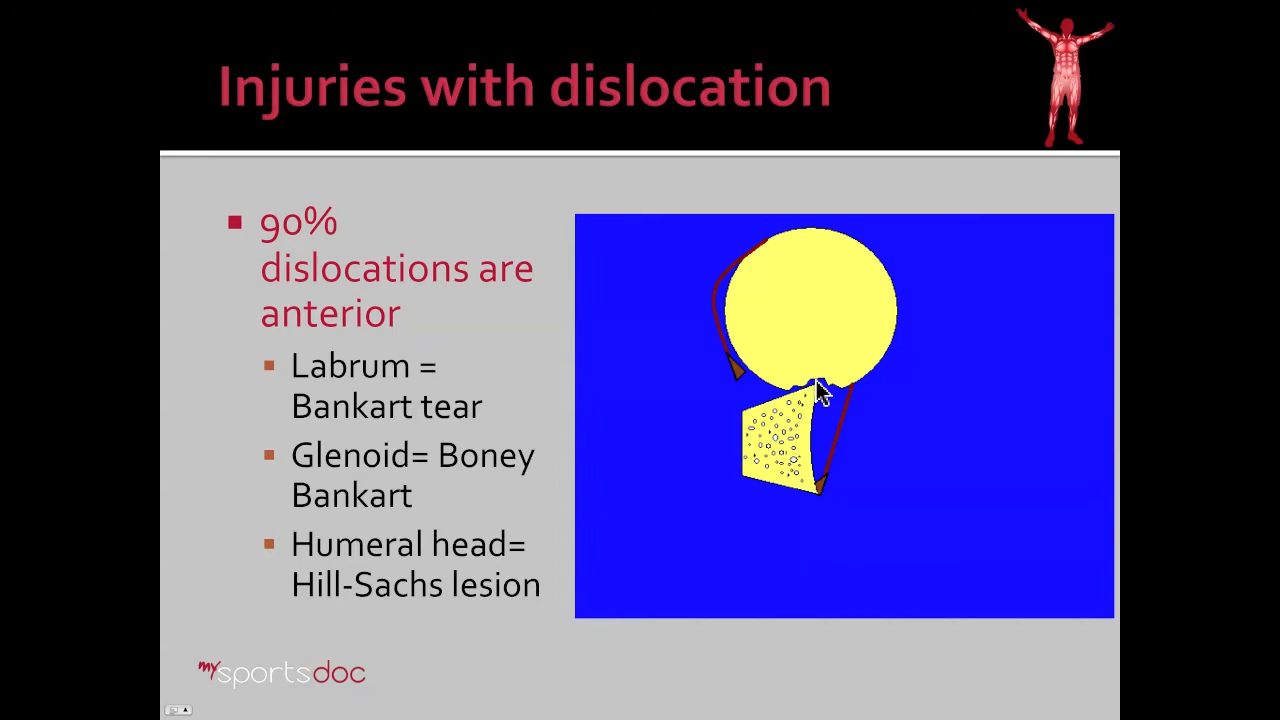 Injuries with dislocation
90%
dislocations are
anterior
Labrum =
Bankart tear
Glenoid= Boney
Bankart
Humeral head=
Hill-Sachs lesion
mysportsdoc